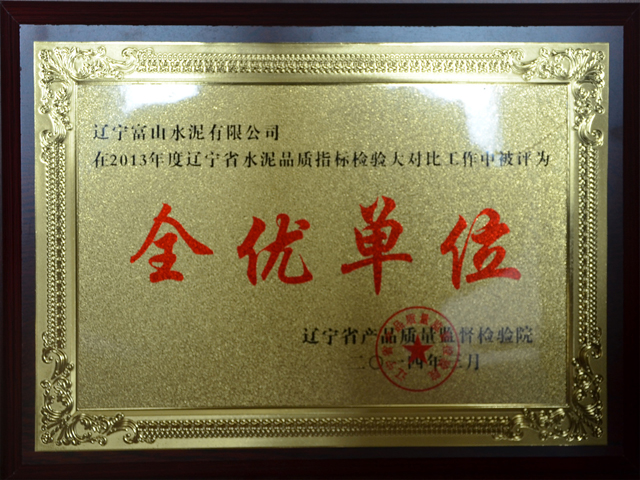 辽宁富山水泥有限公司
在2013年度辽宁省水泥品质指标检验大对比工作中被评为
全优单位
辽宁省产品质量监督检验院
二〇一四年三月